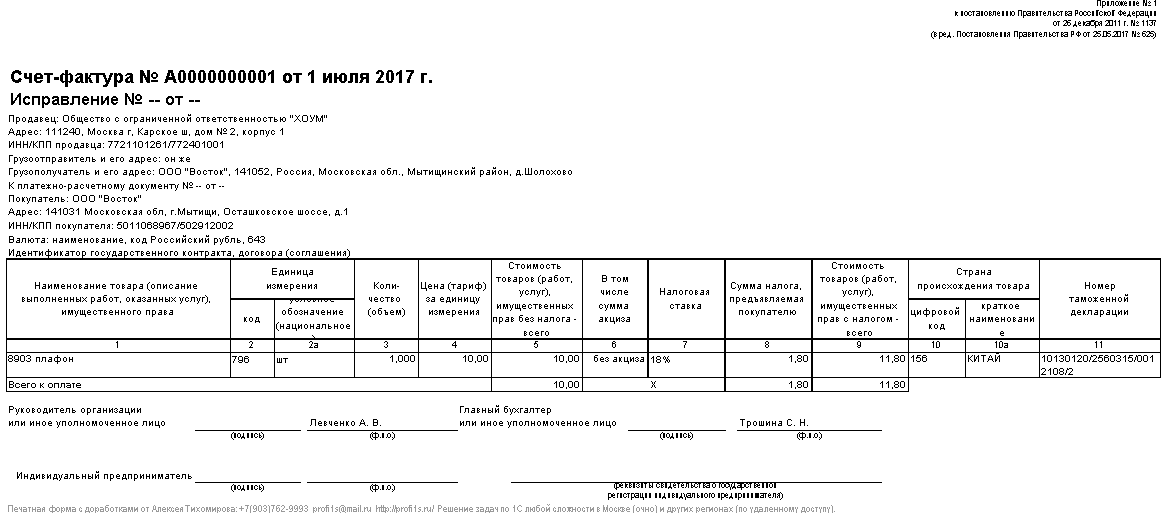 Приложение № 1
к постановлению Правительства Российской Федерации
от 26 декабря 2011 г. № 1137
(в ред. Постановления Правительства РФ от 25.05.2017 № 625)
Счет-фактура № А0000000001 от 1 июля 2017 г.
Исправление № -- от --
Продавец: Общество с ограниченной ответственностью "ХОУМ"
Адрес: 111240, Москва г, Карское ш, дом № 2, корпус 1
ИНН/КПП продавца: 7721101261/772401001
Грузоотправитель и его адрес: он же
Грузополучатель и его адрес: ООО "Восток", 141052, Россия, Московская обл., Мытищинский район, д.Шолохово
К платежно-расчетному документу № -- от --
Покупатель: ООО "Восток"
Адрес: 141031 Московская обл, г.Мытищи, Осташковское шоссе, д.1
ИНН/КПП покупателя: 5011068967/502912002
Валюта: наименование, код Российский рубль, 643
Идентификатор государственного контракта, договора (соглашения)
Наименование товара (описание выполненных работ, оказанных услуг), имущественного права
Единица измерения
код
условное обозначение (национальное
Коли-чество (объем)
Цена (тариф) за единицу измерения
Стоимость товаров (работ, услуг), имущественных прав без налога - всего
В том числе сумма акциза
Налоговая ставка
Сумма налога, предъявляемая покупателю
Стоимость товаров (работ, услуг), имущественных прав с налогом - всего
Страна происхождения товара
цифровой код
краткое наименование
Номер таможенной декларации
1 2 2а 3 4 5 6 7 8 9 10 10а 11
8903 плафон 796 шт 1,000 10,00 10,00 без акциза 18% 1,80 11,80 156 КИТАЙ 10130120/2560315/0012108/2
Всего к оплате 10,00 X 1,80 11,80
Руководитель организации
или иное уполномоченное лицо
Левченко А. В.
(подпись) (ф.и.о.)
Главный бухгалтер
или иное уполномоченное лицо
Трошина С. Н.
(подпись) (ф.и.о.)
Индивидуальный предприниматель
(подпись) (ф.и.о.)
(реквизиты свидетельства о государственной
регистрации индивидуального предпринимателя)
Печатная форма с доработками от Алексея Тихомирова: +7(903)762-9993 profi1s@mail.ru http://profi1s.ru/ Решение задач по 1С любой сложности в Москве (очно) и других регионах (по удаленному доступу).